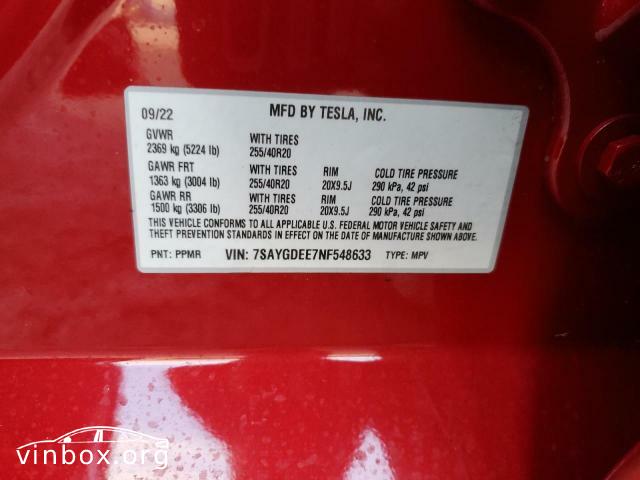 09/22 MFD BY TESLA, INC.
GVWR WITH TIRES
2369 kg (5224 lb) 255/40R20
GAWR FRT WITH TIRES RIM COLD TIRE PRESSURE
1363 kg (3004 lb) 255/40R20 20X9.5J 290 kPa, 42 psi
GAWR RR WITH TIRES RIM COLD TIRE PRESSURE
1500 kg (3306 lb) 255/40R20 20X9.5J 290 kPa, 42 psi
THIS VEHICLE CONFORMS TO ALL APPLICABLE U.S. FEDERAL MOTOR VEHICLE SAFETY AND
THEFT PREVENTION STANDARDS IN EFFECT ON THE DATE OF MANUFACTURE SHOWN ABOVE.
PNT: PPMR VIN: 7SAYGDEE7NF548633 TYPE: MPV
vinbox.org